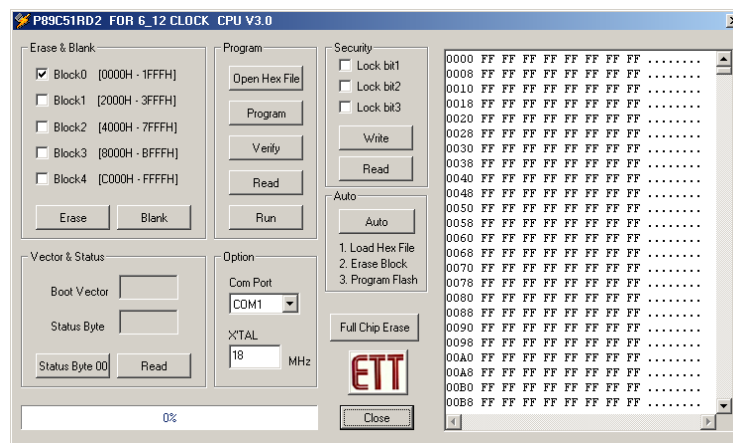 P89C51RD2 FOR 6_12 CLOCK CPU V3.0
Erase & Blank
Block0 [0000H - 1FFFH]
Block1 [2000H - 3FFFH]
Block2 [4000H - 7FFFH]
Block3 [8000H - BFFFH]
Block4 [C000H - FFFFH]
Erase Blank
Program
Open Hex File
Program
Verify
Read
Run
Security
Lock bit1
Lock bit2
Lock bit3
Write
Read
Auto
Auto
1. Load Hex File
2. Erase Block
3. Program Flash
Vector & Status
Boot Vector
Status Byte
Status Byte 00 Read
Option
Com Port
COM1
X'TAL
18 MHz
Full Chip Erase
ETT
0%
Close
0000 FF FF FF FF FF FF FF FF ........
0008 FF FF FF FF FF FF FF FF ........
0010 FF FF FF FF FF FF FF FF ........
0018 FF FF FF FF FF FF FF FF ........
0020 FF FF FF FF FF FF FF FF ........
0028 FF FF FF FF FF FF FF FF ........
0030 FF FF FF FF FF FF FF FF ........
0038 FF FF FF FF FF FF FF FF ........
0040 FF FF FF FF FF FF FF FF ........
0048 FF FF FF FF FF FF FF FF ........
0050 FF FF FF FF FF FF FF FF ........
0058 FF FF FF FF FF FF FF FF ........
0060 FF FF FF FF FF FF FF FF ........
0068 FF FF FF FF FF FF FF FF ........
0070 FF FF FF FF FF FF FF FF ........
0078 FF FF FF FF FF FF FF FF ........
0080 FF FF FF FF FF FF FF FF ........
0088 FF FF FF FF FF FF FF FF ........
0090 FF FF FF FF FF FF FF FF ........
0098 FF FF FF FF FF FF FF FF ........
00A0 FF FF FF FF FF FF FF FF ........
00A8 FF FF FF FF FF FF FF FF ........
00B0 FF FF FF FF FF FF FF FF ........
00B8 FF FF FF FF FF FF FF FF ........